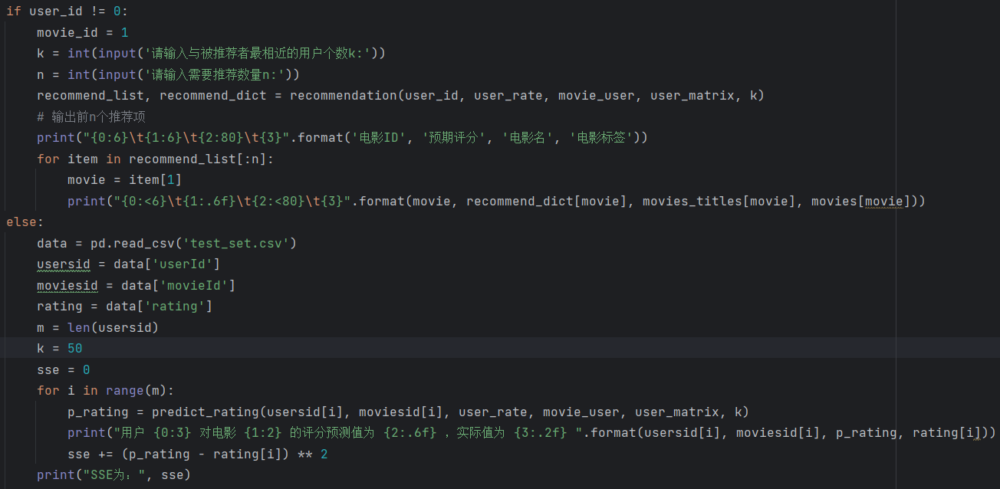 if user_id != 0:
    movie_id = 1
    k = int(input('请输入与被推荐者最相近的用户个数k:'))
    n = int(input('请输入需要推荐数量n:'))
    recommend_list, recommend_dict = recommendation(user_id, user_rate, movie_user, user_matrix, k)
    # 输出前n个推荐项
    print("{0:6}\t{1:6}\t{2:80}\t{3}".format('电影ID', '预期评分', '电影名', '电影标签'))
    for item in recommend_list[:n]:
        movie = item[1]
        print("{0:<6}\t{1:.6f}\t{2:<80}\t{3}".format(movie, recommend_dict[movie], movies_titles[movie], movies[movie]))
else:
    data = pd.read_csv('test_set.csv')
    usersid = data['userId']
    moviesid = data['movieId']
    rating = data['rating']
    m = len(usersid)
    k = 50
    sse = 0
    for i in range(m):
        p_rating = predict_rating(usersid[i], moviesid[i], user_rate, movie_user, user_matrix, k)
        print("用户 {0:3} 对电影 {1:2} 的评分预测值为 {2:.6f} ，实际值为 {3:.2f} ".format(usersid[i], moviesid[i], p_rating, rating[i]))
        sse += (p_rating - rating[i]) ** 2
    print("SSE为：", sse)